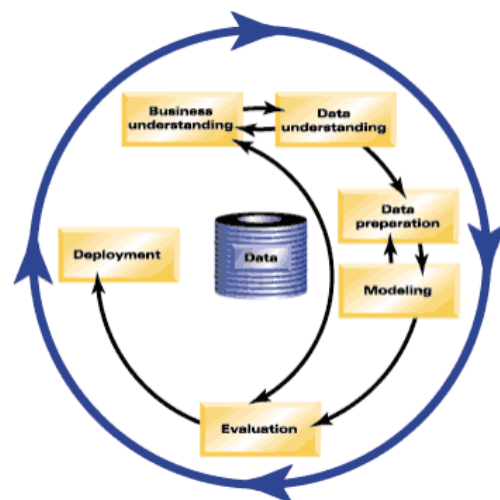 Business
understanding
Data
understanding
Data
preparation
Modeling
Evaluation
Deployment
Data